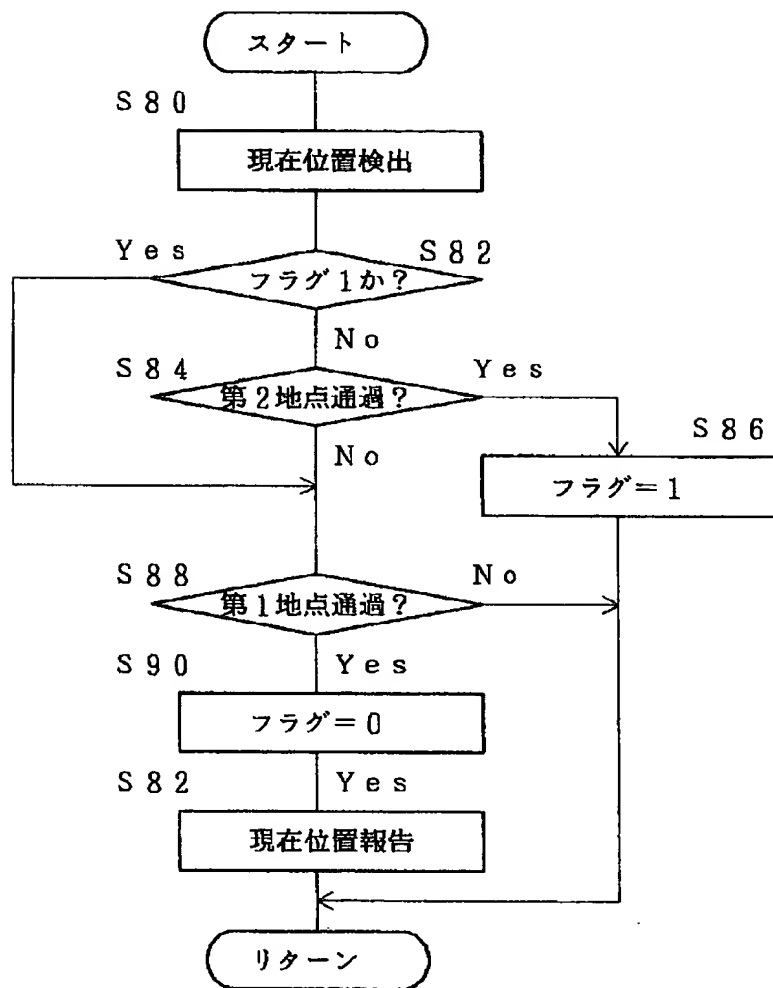 スタート
S80
現在位置検出
Yes
S82
フラグ1か?
No
S84
第2地点通過?
Yes
S86
No
フラグ=1
S88
第1地点通過?
No
S90
Yes
フラグ=0
S82
Yes
現在位置報告
リターン